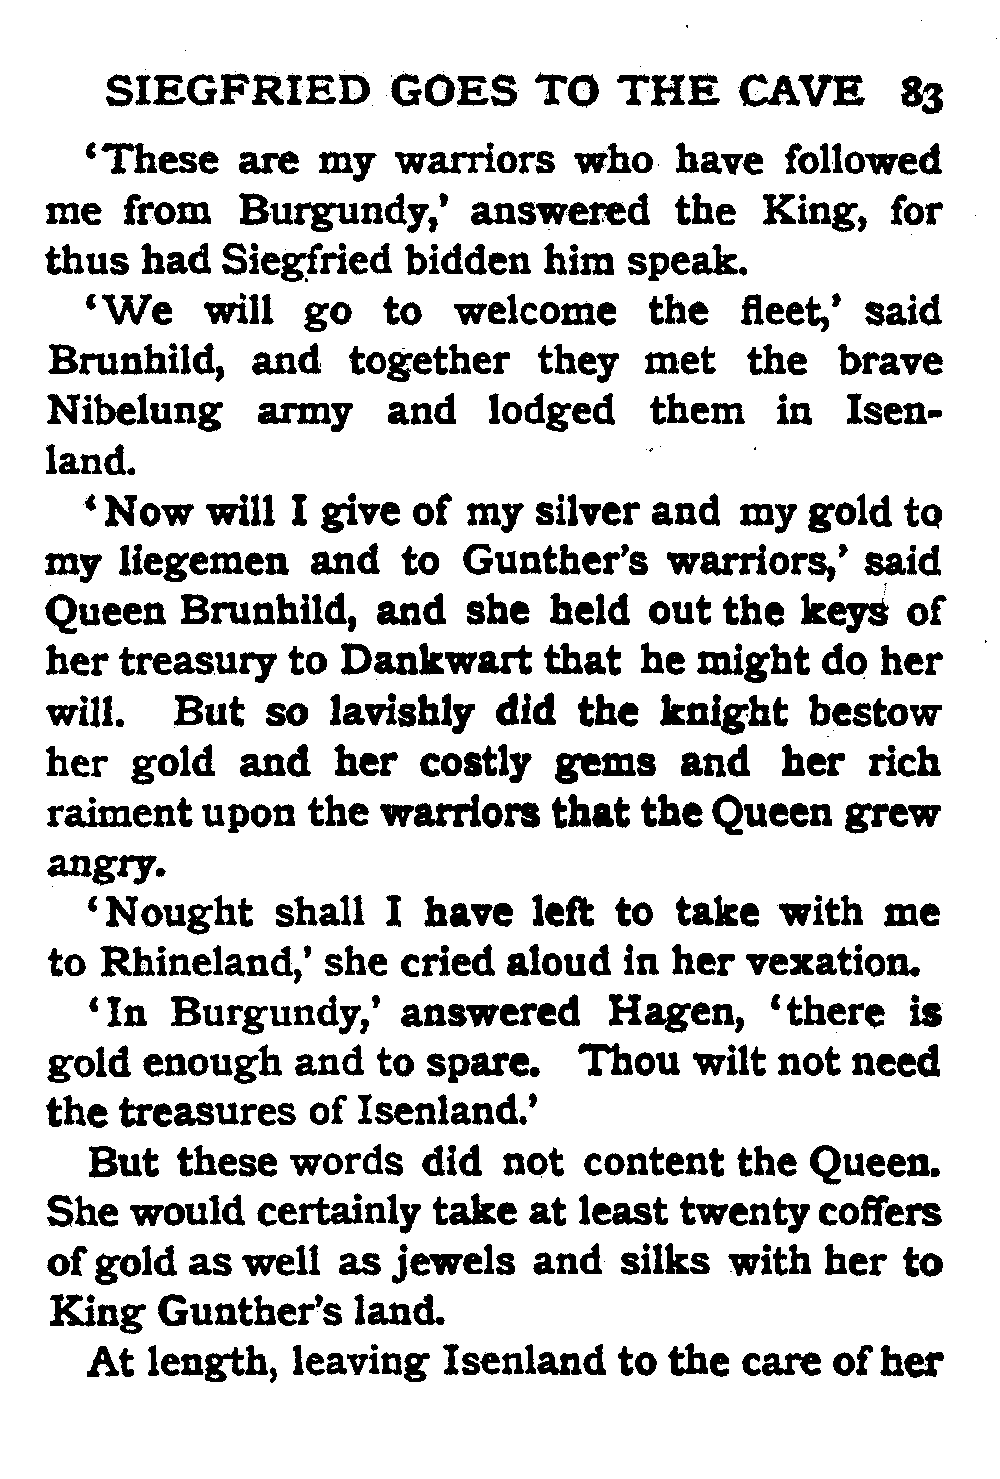 SIEGFRIED GOES TO THE CAVE 83
‘These are my warriors who have followed
me from Burgundy,’ answered the King, for
thus had Siegfried bidden him speak.
‘We will go to welcome the fleet,’ said
Brunhild, and together they met the brave
Nibelung army and lodged them in Isen-
land.
‘Now will I give of my silver and my gold to
my liegemen and to Gunther’s warriors,’ said
Queen Brunhild, and she held out the keys of
her treasury to Dankwart that he might do her
will. But so lavishly did the knight bestow
her gold and her costly gems and her rich
raiment upon the warriors that the Queen grew
angry.
‘Nought shall I have left to take with me
to Rhineland,’ she cried aloud in her vexation.
‘In Burgundy,’ answered Hagen, ‘there is
gold enough and to spare. Thou wilt not need
the treasures of Isenland.’
But these words did not content the Queen.
She would certainly take at least twenty coffers
of gold as well as jewels and silks with her to
King Gunther’s land.
At length, leaving Isenland to the care of her